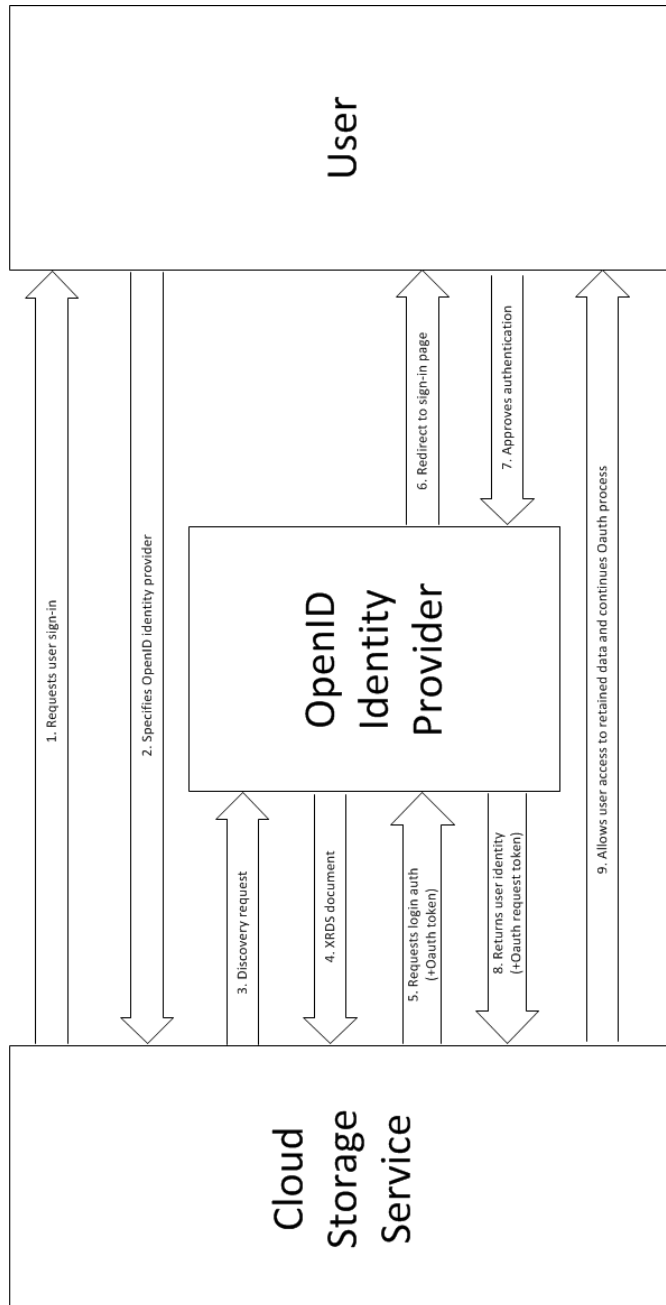 Cloud
Storage
Service
1. Requests user sign-in
2. Specifies OpenID identity provider
3. Discovery request
4. XRDS document
5. Requests login auth
(+Oauth token)
8. Returns user identity
(+Oauth request token)
OpenID
Identity
Provider
6. Redirect to sign-in page
7. Approves authentication
9. Allows user access to retained data and continues Oauth process
User